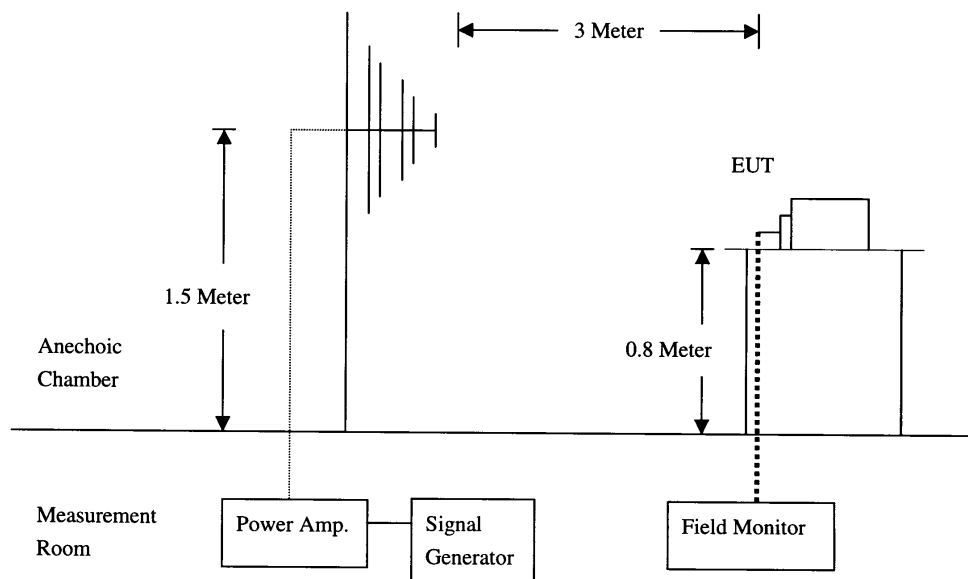 3 Meter
EUT
1.5 Meter
0.8 Meter
Anechoic
Chamber
Measurement
Room
Power Amp.
Signal
Generator
Field Monitor